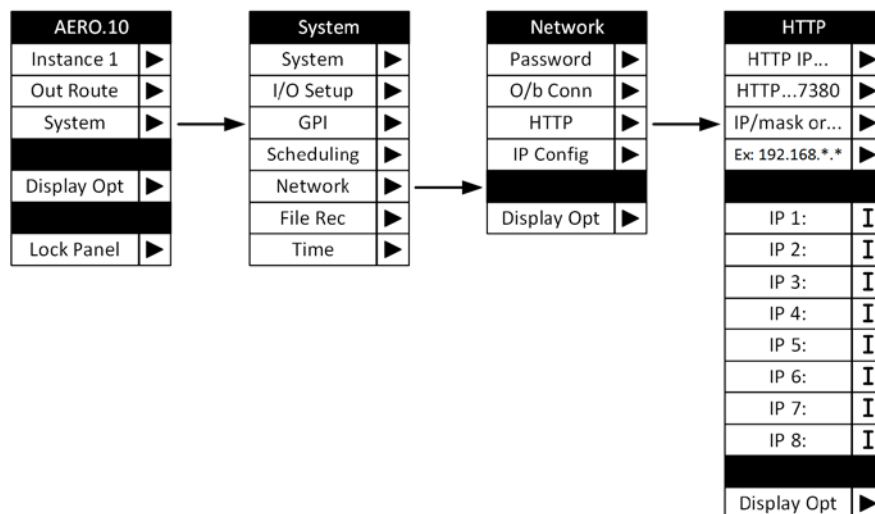 AERO.10
Instance 1
Out Route
System
Display Opt
Lock Panel
System
System
I/O Setup
GPI
Scheduling
Network
File Rec
Time
Network
Password
O/b Conn
HTTP
IP Config
Display Opt
HTTP
HTTP IP...
HTTP...7380
IP/mask or...
Ex: 192.168.*.*
IP 1:
IP 2:
IP 3:
IP 4:
IP 5:
IP 6:
IP 7:
IP 8:
Display Opt